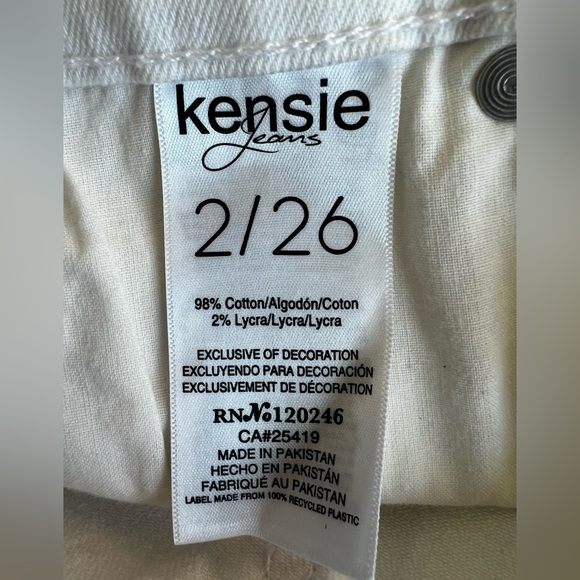 kensie
Jeans
2/26
98% Cotton/Algodón/Coton
2% Lycra/Lycra/Lycra
EXCLUSIVE OF DECORATION
EXCLUYENDO PARA DECORACIÓN
EXCLUSIVEMENT DE DÉCORATION
RN№120246
CA#25419
MADE IN PAKISTAN
HECHO EN PAKISTÁN
FABRIQUÉ AU PAKISTAN
LABEL MADE FROM 100% RECYCLED PLASTIC